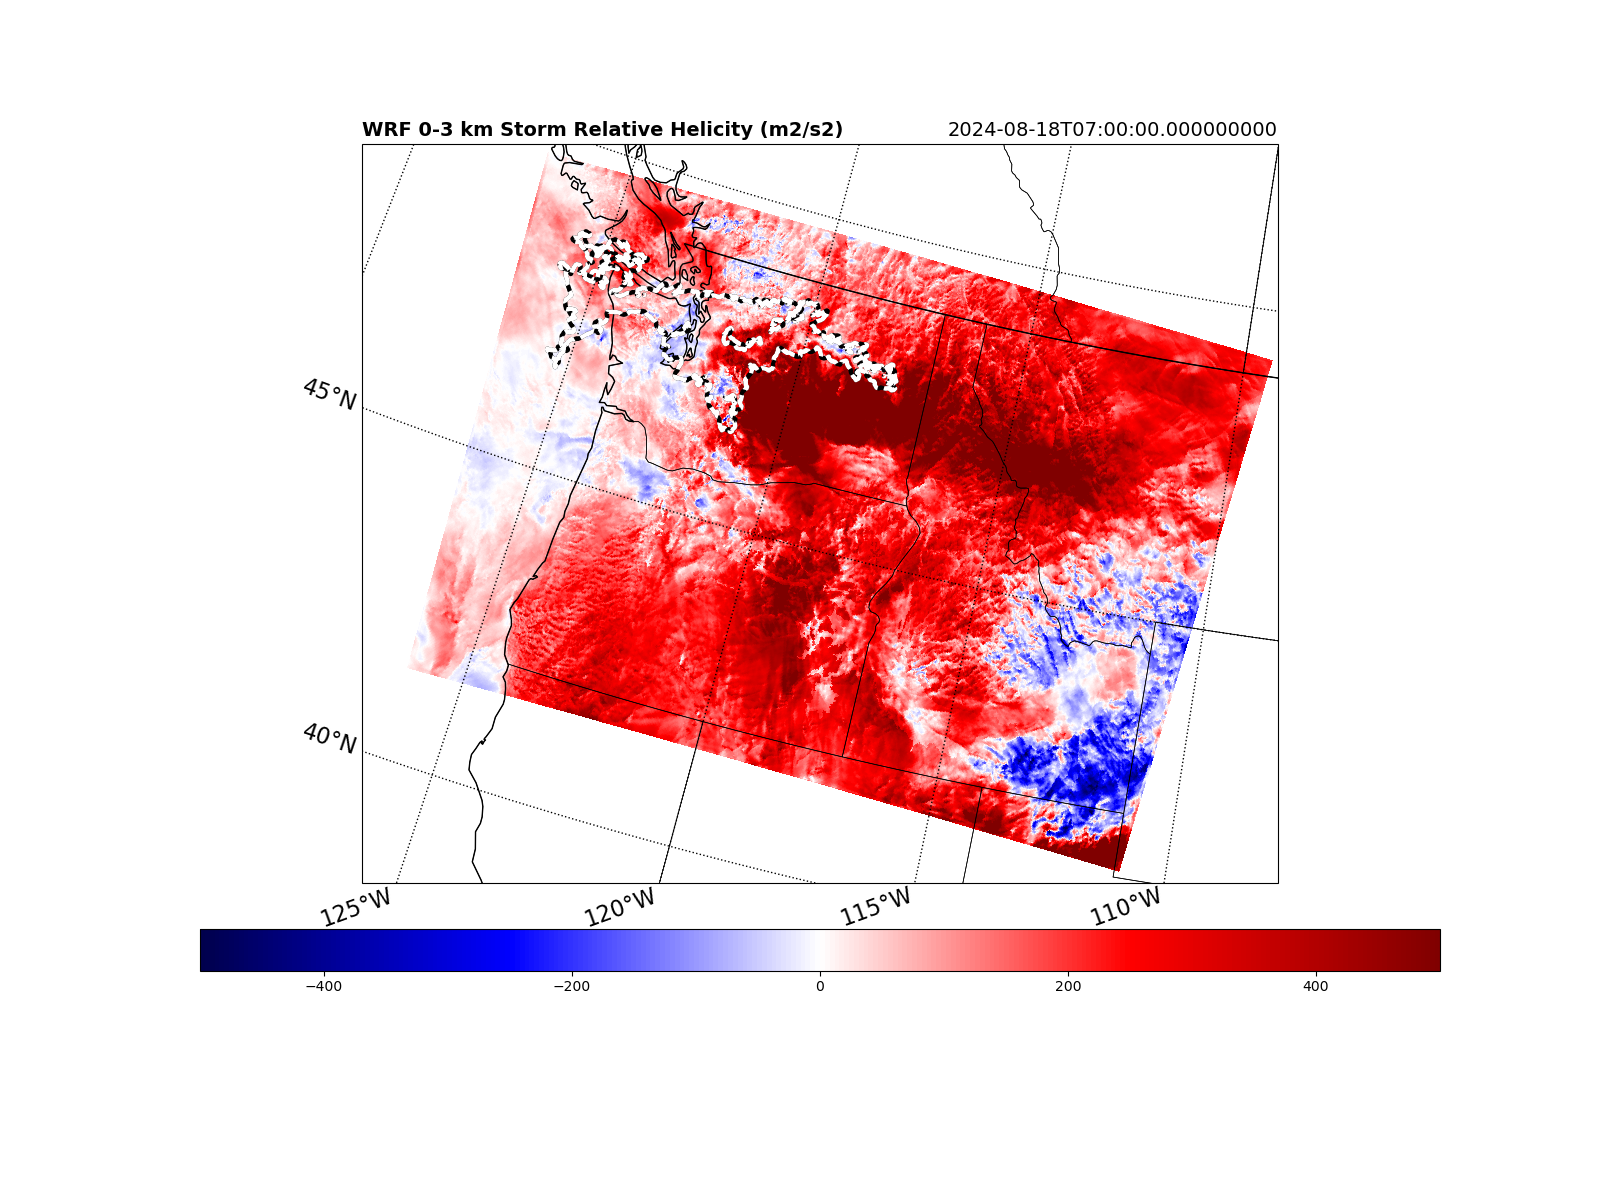 WRF 0-3 km Storm Relative Helicity (m2/s2) 2024-08-18T07:00:00.000000000
45°N
40°N
125°W 120°W 115°W 110°W
−400 −200 0 200 400